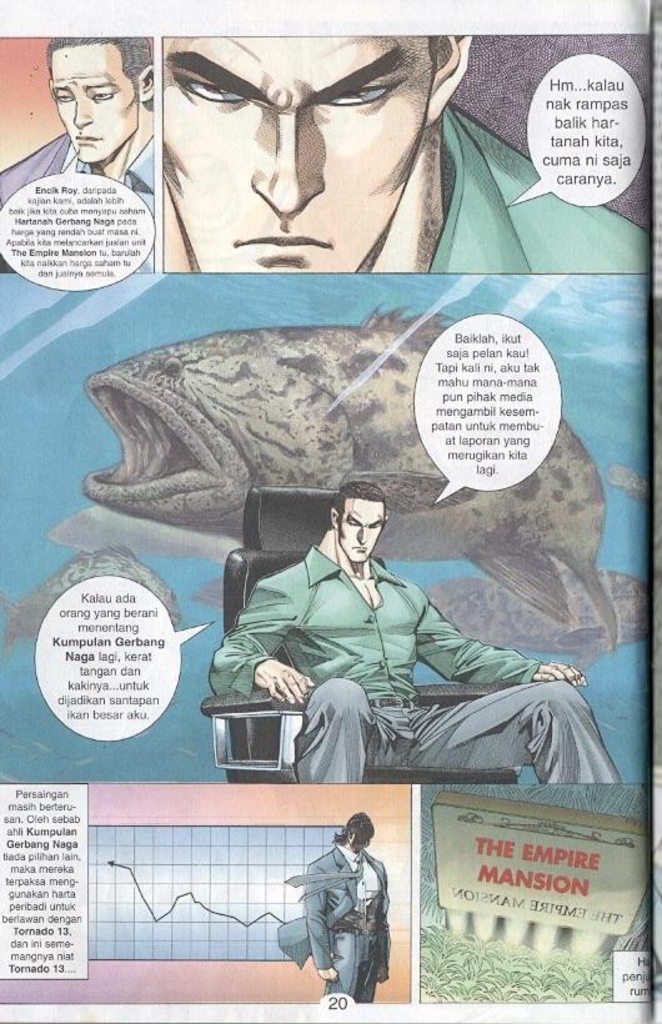 Encik Roy, daripada
kajian kami, adalah lebih
baik jika kita cuba menyapu saham
Hartanah Gerbang Naga pada
harga yang rendah buat masa ni.
Apabila kita melancarkan jualan unit
The Empire Mansion tu, barulah
kita naikkan harga saham tu
dan jualnya semula.
Hm...kalau
nak rampas
balik har-
tanah kita,
cuma ni saja
caranya.
Baiklah, ikut
saja pelan kau!
Tapi kali ni, aku tak
mahu mana-mana
pun pihak media
mengambil kesem-
patan untuk membu-
at laporan yang
merugikan kita
lagi.
Kalau ada
orang yang berani
menentang
Kumpulan Gerbang
Naga lagi, kerat
tangan dan
kakinya...untuk
dijadikan santapan
ikan besar aku.
Persaingan
masih berteru-
san. Oleh sebab
ahli Kumpulan
Gerbang Naga
tiada pilihan lain,
maka mereka
terpaksa meng-
gunakan harta
peribadi untuk
berlawan dengan
Tornado 13,
dan ini seme-
mangnya niat
Tornado 13....
THE EMPIRE
MANSION
THE EMPIRE MANSION
Ha
penju
rum
20